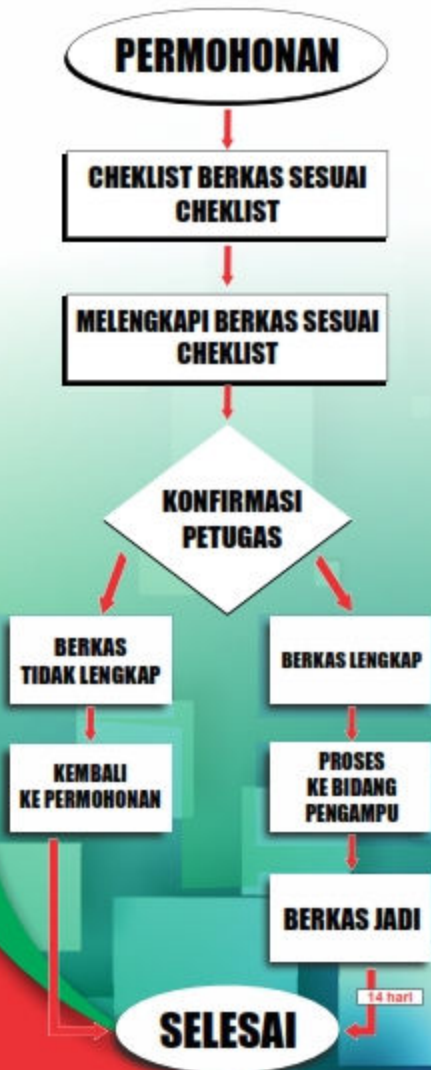 PERMOHONAN
CHEKLIST BERKAS SESUAI
CHEKLIST
MELENGKAPI BERKAS SESUAI
CHEKLIST
KONFIRMASI
PETUGAS
BERKAS
TIDAK LENGKAP
BERKAS LENGKAP
KEMBALI
KE PERMOHONAN
PROSES
KE BIDANG
PENGAMPU
BERKAS JADI
14 hari
SELESAI